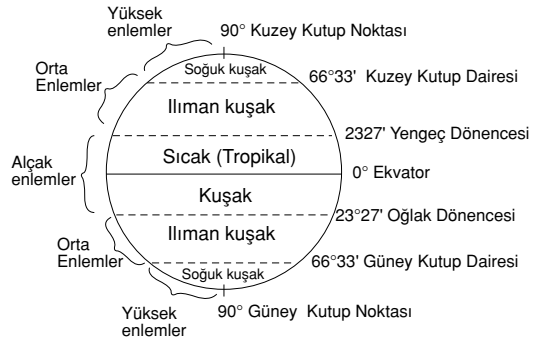 Yüksek
enlemler
90° Kuzey Kutup Noktası
Soğuk kuşak
66°33' Kuzey Kutup Dairesi
Orta
Enlemler
Ilıman kuşak
2327' Yengeç Dönencesi
Sıcak (Tropikal)
Alçak
enlemler
0° Ekvator
Kuşak
23°27' Oğlak Dönencesi
Ilıman kuşak
Orta
Enlemler
66°33' Güney Kutup Dairesi
Soğuk kuşak
Yüksek
enlemler
90° Güney Kutup Noktası